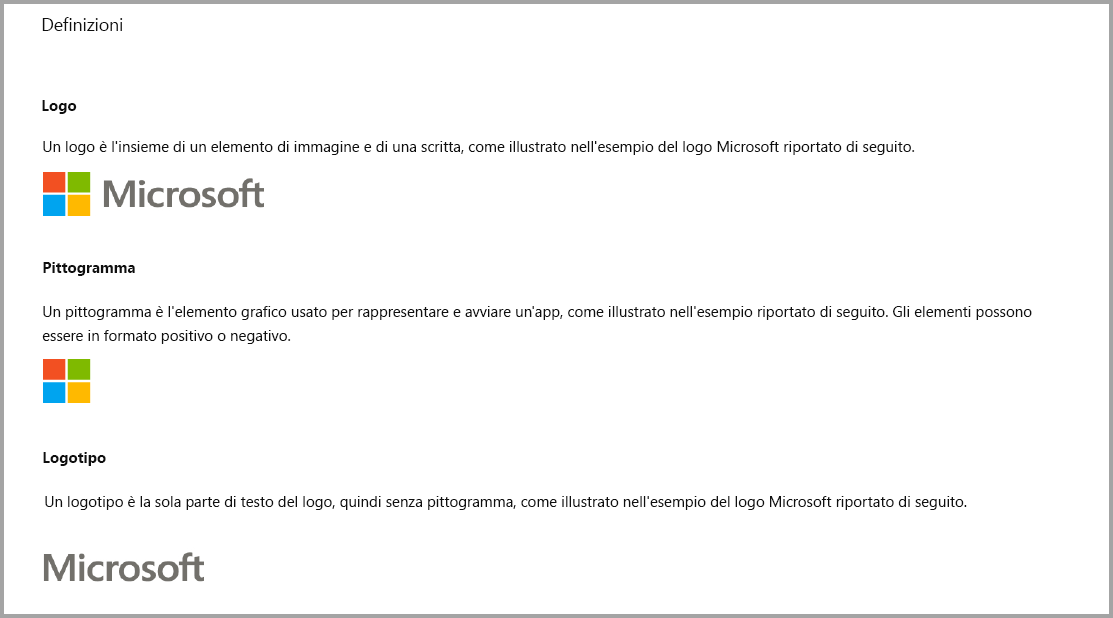 Definizioni
Logo
Un logo è l'insieme di un elemento di immagine e di una scritta, come illustrato nell'esempio del logo Microsoft riportato di seguito.
Microsoft
Pittogramma
Un pittogramma è l'elemento grafico usato per rappresentare e avviare un'app, come illustrato nell'esempio riportato di seguito. Gli elementi possono
essere in formato positivo o negativo.
Logotipo
Un logotipo è la sola parte di testo del logo, quindi senza pittogramma, come illustrato nell'esempio del logo Microsoft riportato di seguito.
Microsoft